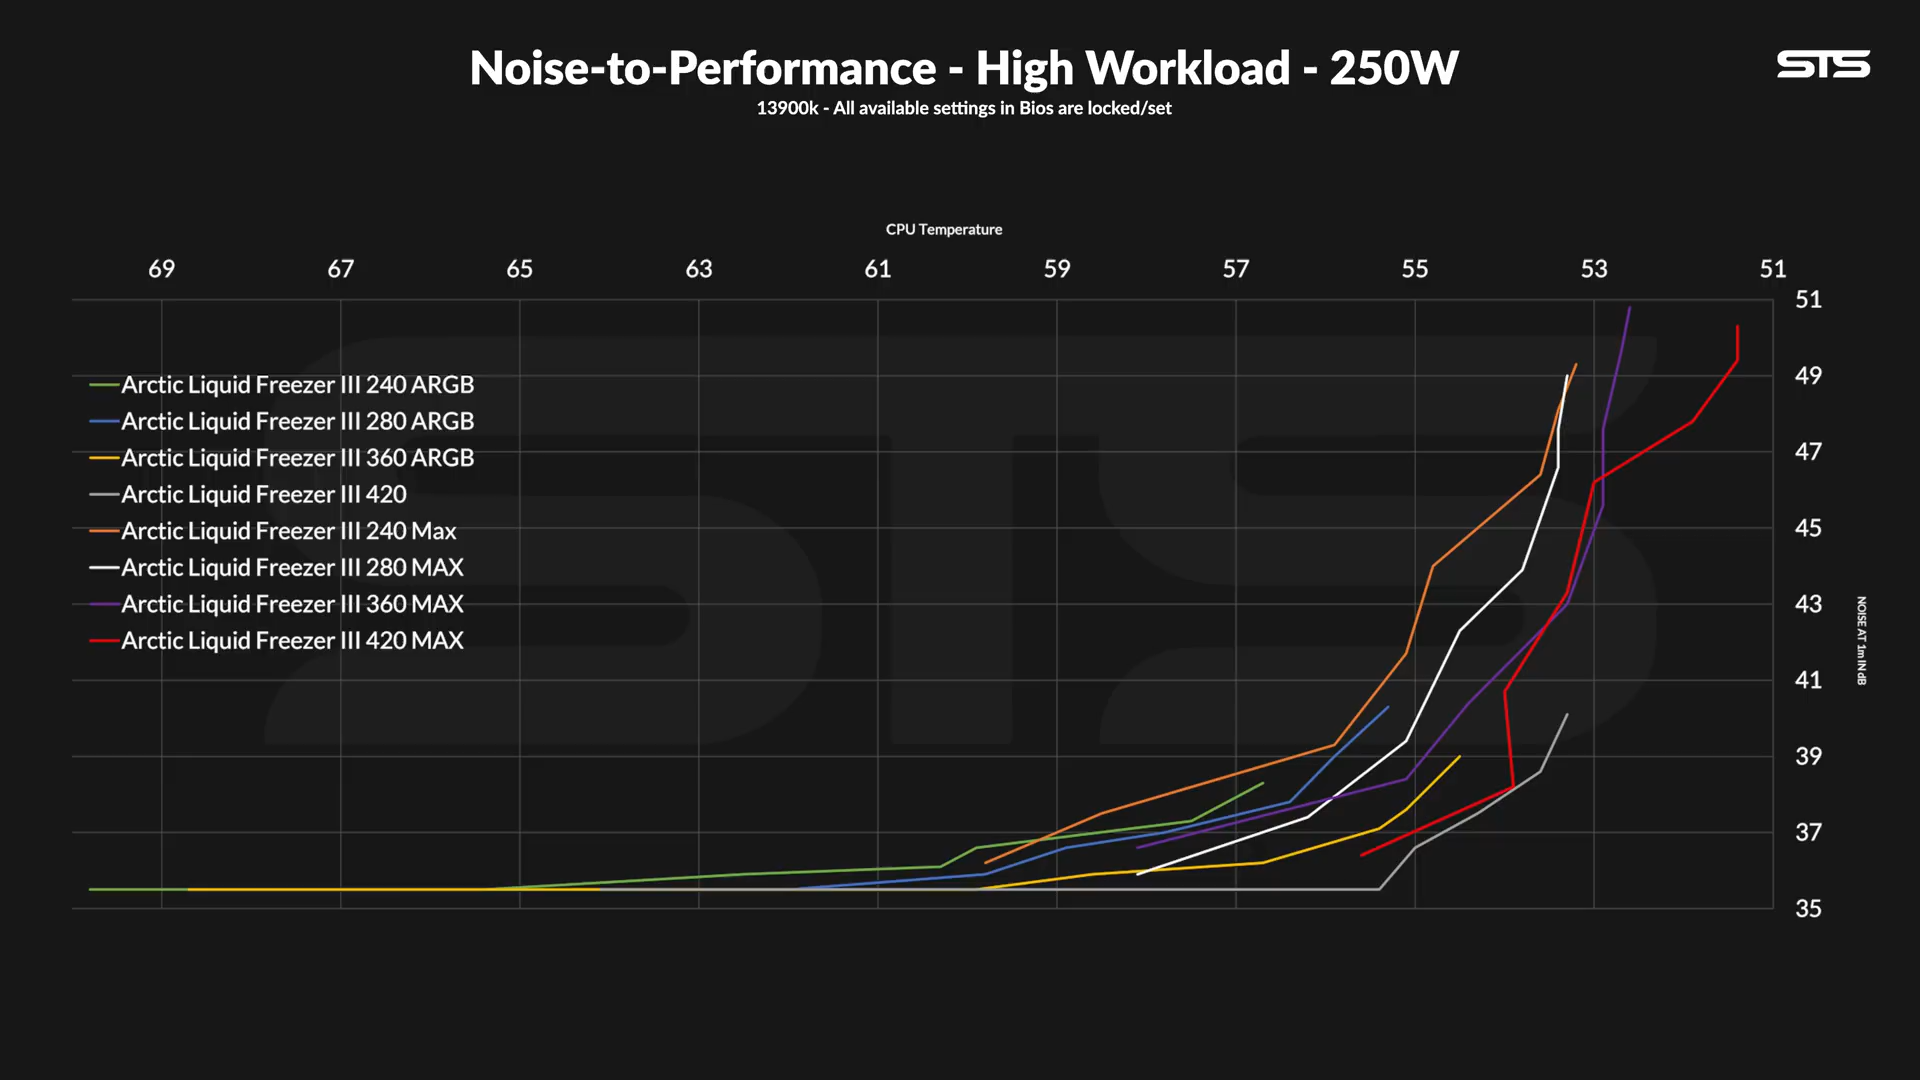 Noise-to-Performance - High Workload - 250W
STS
13900k - All available settings in Bios are locked/set
CPU Temperature
69 67 65 63 61 59 57 55 53 51
51
49
47
45
43
41
39
37
35
NOISE AT 1m IN dB
Arctic Liquid Freezer III 240 ARGB
Arctic Liquid Freezer III 280 ARGB
Arctic Liquid Freezer III 360 ARGB
Arctic Liquid Freezer III 420
Arctic Liquid Freezer III 240 Max
Arctic Liquid Freezer III 280 MAX
Arctic Liquid Freezer III 360 MAX
Arctic Liquid Freezer III 420 MAX
STS